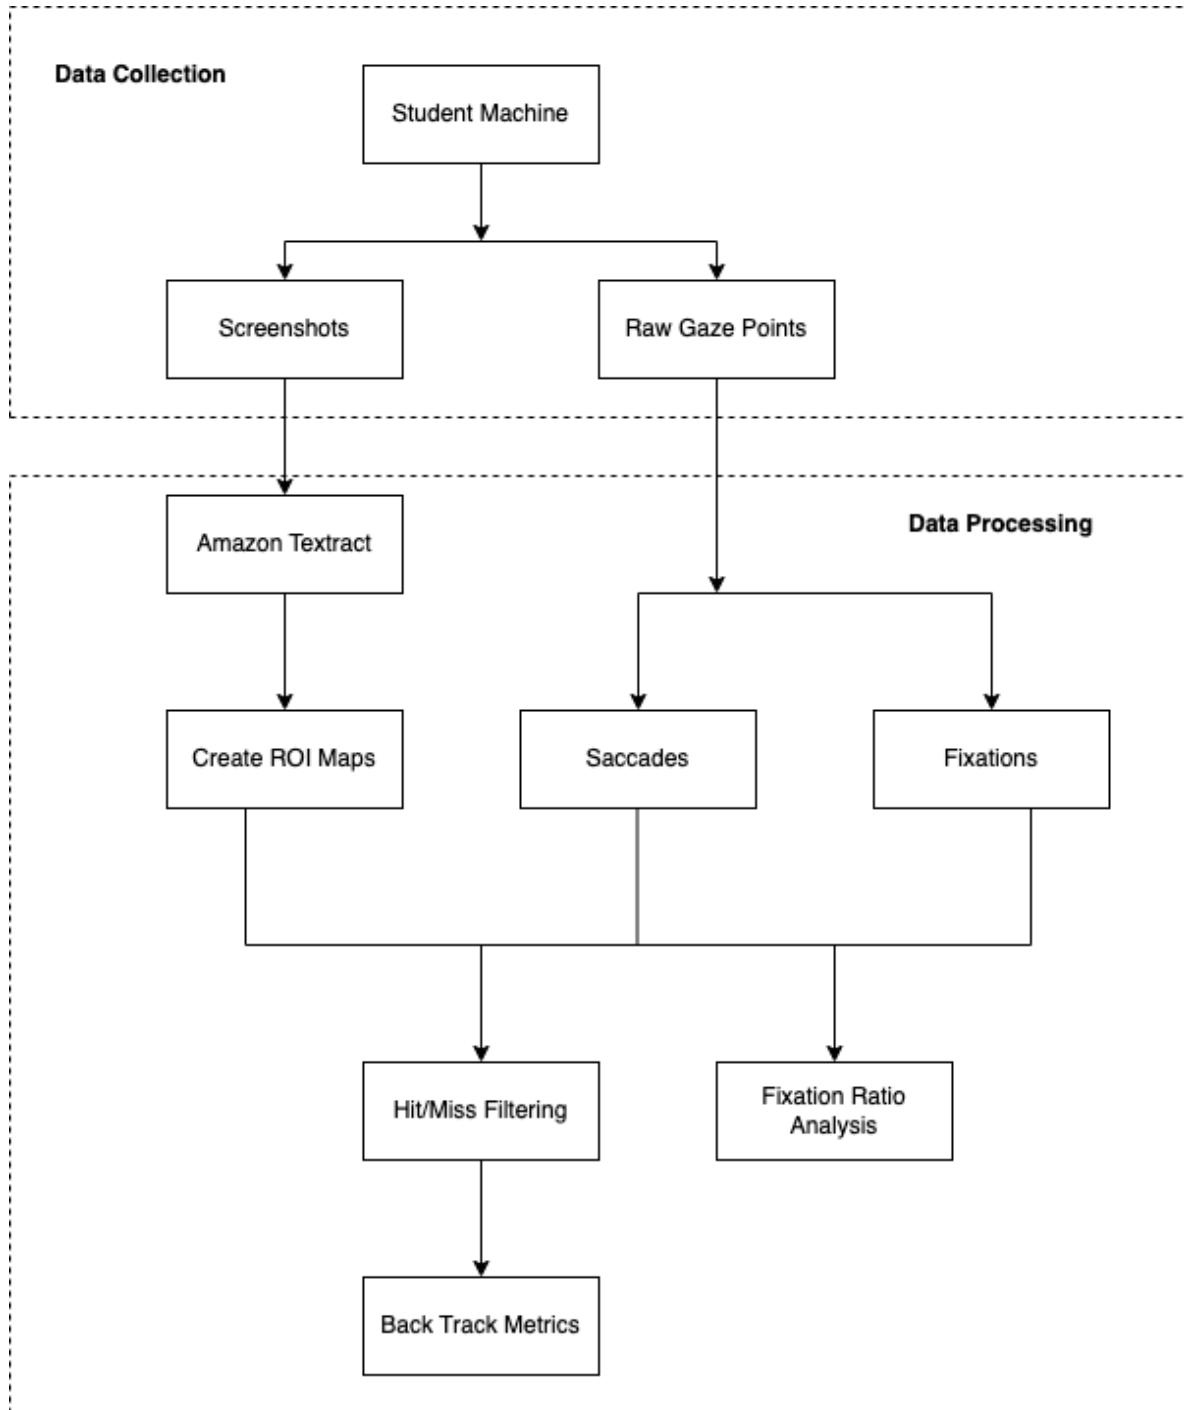 Data Collection
Student Machine
Screenshots
Raw Gaze Points
Amazon Textract
Data Processing
Create ROI Maps
Saccades
Fixations
Hit/Miss Filtering
Fixation Ratio
Analysis
Back Track Metrics